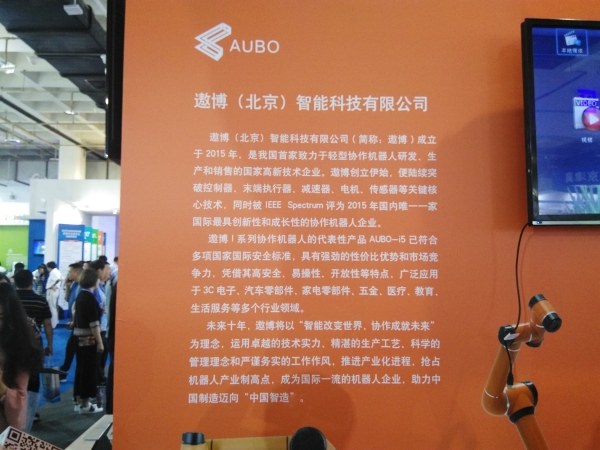 AUBO
遨博（北京）智能科技有限公司
遨博（北京）智能科技有限公司（简称：遨博）成立
于2015年，是我国首家致力于轻型协作机器人研发、生
产和销售的国家高新技术企业。遨博创立伊始，便陆续突
破控制器、末端执行器、减速器、电机、传感器等关键核
心技术，同时被 IEEE Spectrum 评为 2015 年国内唯一一家
国际最具创新性和成长性的协作机器人企业。
遨博 I 系列协作机器人的代表性产品 AUBO-i5 已符合
多项国家国际安全标准，具有强劲的性价比优势和市场竞
争力，凭借其高安全、易操性、开放性等特点，广泛应用
于 3C 电子、汽车零部件、家电零部件、五金、医疗、教育、
生活服务等多个行业领域。
未来十年，遨博将以“智能改变世界，协作成就未来”
为理念，运用卓越的技术实力、精湛的生产工艺、科学的
管理理念和严谨务实的工作作风，推进产业化进程，抢占
机器人产业制高点，成为国际一流的机器人企业，助力中
国制造迈向“中国智造”。
VIDEO
视频